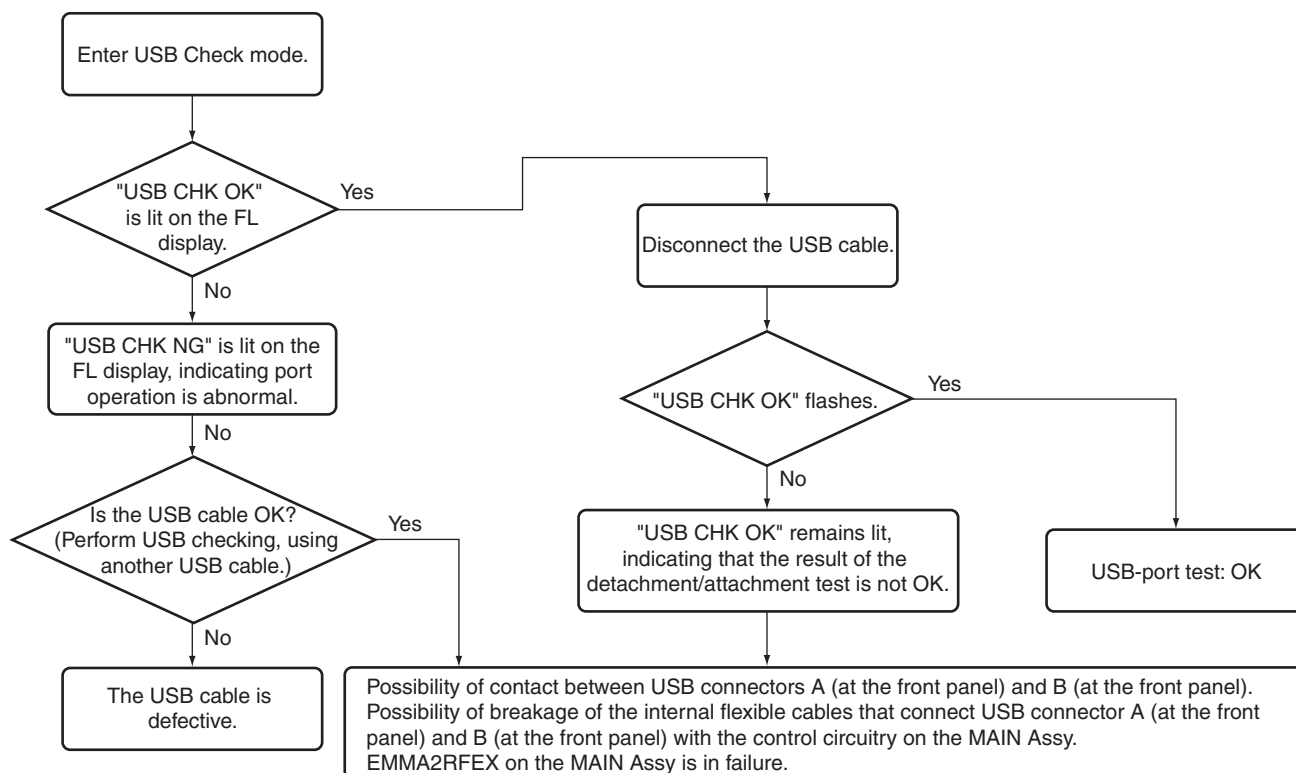 Enter USB Check mode.
"USB CHK OK"
is lit on the FL
display.
Yes
No
"USB CHK NG" is lit on the
FL display, indicating port
operation is abnormal.
No
Is the USB cable OK?
(Perform USB checking, using
another USB cable.)
Yes
No
The USB cable is
defective.
Disconnect the USB cable.
"USB CHK OK" flashes.
Yes
No
"USB CHK OK" remains lit,
indicating that the result of the
detachment/attachment test is not OK.
USB-port test: OK
Possibility of contact between USB connectors A (at the front panel) and B (at the front panel).
Possibility of breakage of the internal flexible cables that connect USB connector A (at the front
panel) and B (at the front panel) with the control circuitry on the MAIN Assy.
EMMA2RFEX on the MAIN Assy is in failure.